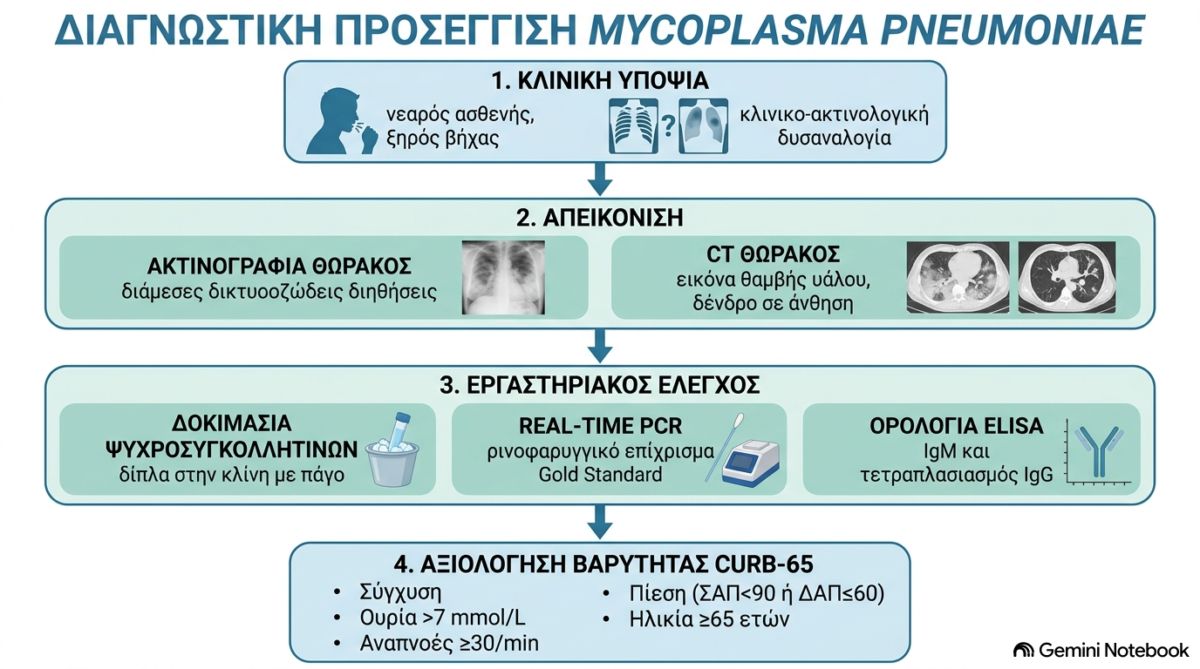 ΔΙΑΓΝΩΣΤΙΚΗ ΠΡΟΣΕΓΓΙΣΗ MYCOPLASMA PNEUMONIAE
1. ΚΛΙΝΙΚΗ ΥΠΟΨΙΑ
νεαρός ασθενής,
ξηρός βήχας
?
κλινικο-ακτινολογική
δυσαναλογία
2. ΑΠΕΙΚΟΝΙΣΗ
ΑΚΤΙΝΟΓΡΑΦΙΑ ΘΩΡΑΚΟΣ
διάμεσες δικτυοοζώδεις διηθήσεις
CT ΘΩΡΑΚΟΣ
εικόνα θαμβής υάλου,
δένδρο σε άνθηση
3. ΕΡΓΑΣΤΗΡΙΑΚΟΣ ΕΛΕΓΧΟΣ
ΔΟΚΙΜΑΣΙΑ
ΨΥΧΡΟΣΥΓΚΟΛΛΗΤΙΝΩΝ
δίπλα στην κλίνη με πάγο
REAL-TIME PCR
ρινοφαρυγγικό επίχρισμα
Gold Standard
ΟΡΟΛΟΓΙΑ ELISA
IgM και
τετραπλασιασμός IgG
4. ΑΞΙΟΛΟΓΗΣΗ ΒΑΡΥΤΗΤΑΣ CURB-65
• Σύγχυση
• Ουρία >7 mmol/L
• Αναπνοές ≥30/min
• Πίεση (ΣΑΠ<90 ή ΔΑΠ≤60)
• Ηλικία ≥65 ετών
Gemini Notebook